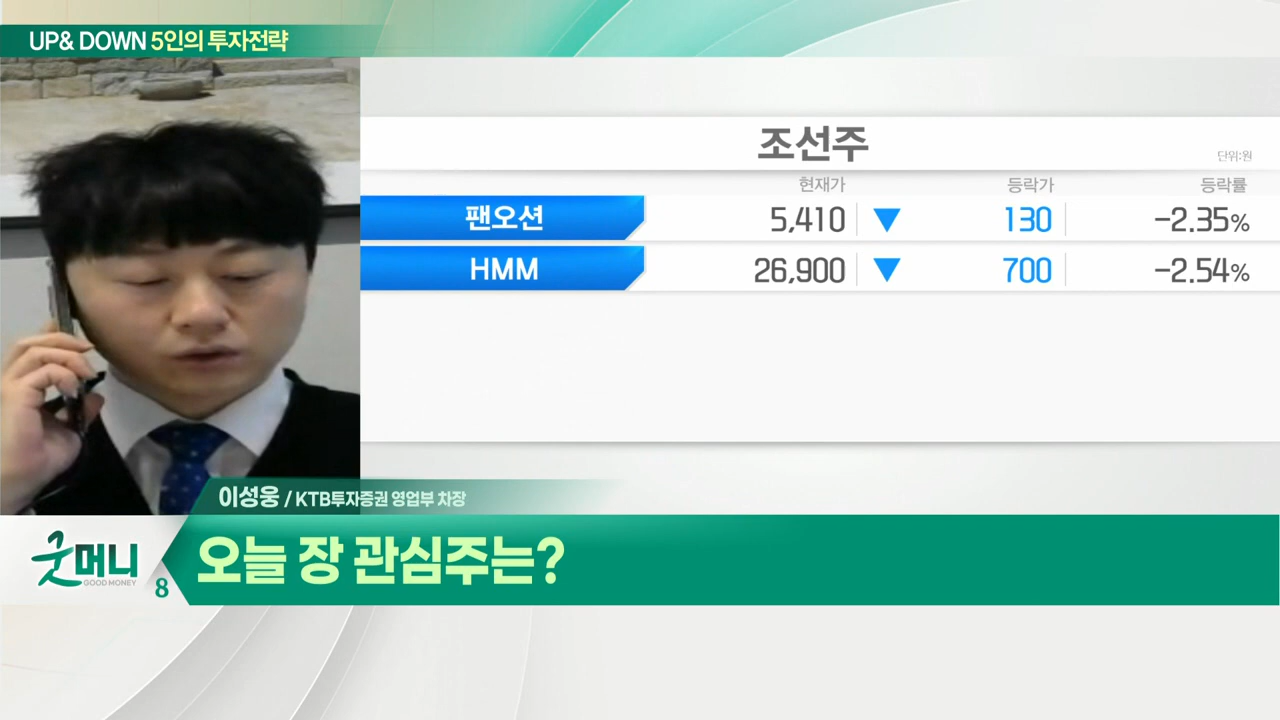 UP& DOWN 5인의 투자전략
조선주
단위:원
현재가 등락가 등락률
팬오션 5,410 ▼ 130 -2.35%
HMM 26,900 ▼ 700 -2.54%
이성웅 / KTB투자증권 영업부 차장
굿머니
GOOD MONEY
8
오늘 장 관심주는?